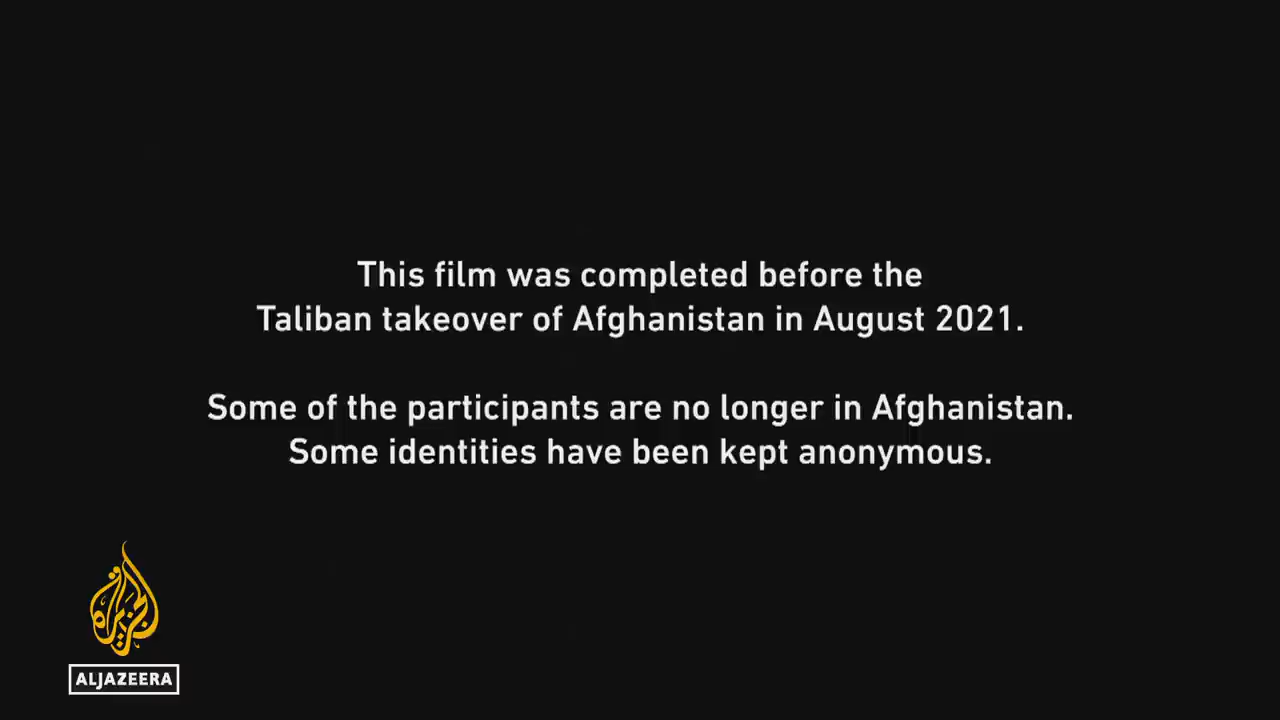 This film was completed before the
Taliban takeover of Afghanistan in August 2021.
Some of the participants are no longer in Afghanistan.
Some identities have been kept anonymous.
الجزيرة
ALJAZEERA